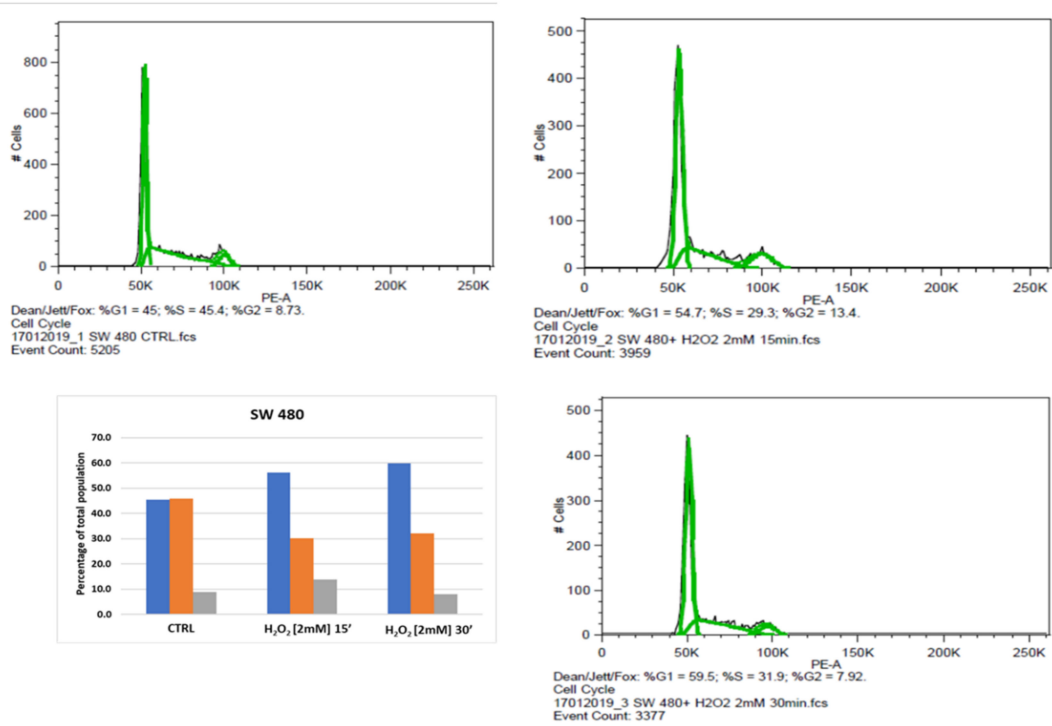 800
600
400
200
0
# Cells
0 50K 100K 150K 200K 250K
PE-A
Dean/Jett/Fox: %G1 = 45; %S = 45.4; %G2 = 8.73.
Cell Cycle
17012019_1 SW 480 CTRL.fcs
Event Count: 5205
500
400
300
200
100
0
# Cells
0 50K 100K 150K 200K 250K
PE-A
Dean/Jett/Fox: %G1 = 54.7; %S = 29.3; %G2 = 13.4.
Cell Cycle
17012019_2 SW 480+ H2O2 2mM 15min.fcs
Event Count: 3959
SW 480
70.0
60.0
50.0
40.0
30.0
20.0
10.0
0.0
Percentage of total population
CTRL H₂O₂ [2mM] 15’ H₂O₂ [2mM] 30’
500
400
300
200
100
0
# Cells
0 50K 100K 150K 200K 250K
PE-A
Dean/Jett/Fox: %G1 = 59.5; %S = 31.9; %G2 = 7.92.
Cell Cycle
17012019_3 SW 480+ H2O2 2mM 30min.fcs
Event Count: 3377